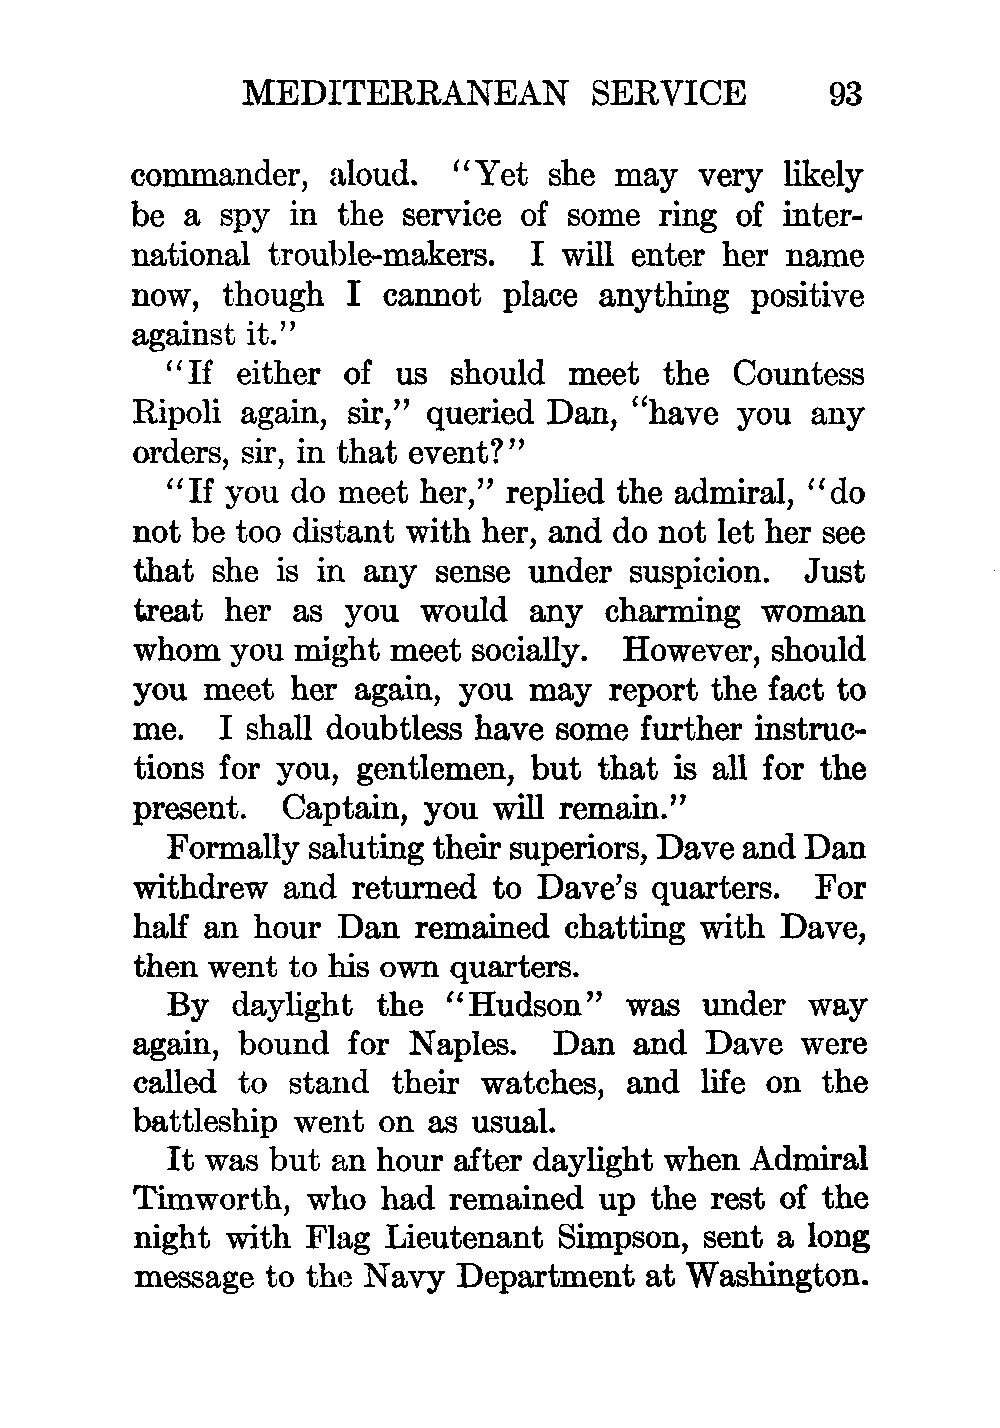 MEDITERRANEAN SERVICE 93
commander, aloud. "Yet she may very likely
be a spy in the service of some ring of inter-
national trouble-makers. I will enter her name
now, though I cannot place anything positive
against it."
"If either of us should meet the Countess
Ripoli again, sir," queried Dan, "have you any
orders, sir, in that event?"
"If you do meet her," replied the admiral, "do
not be too distant with her, and do not let her see
that she is in any sense under suspicion. Just
treat her as you would any charming woman
whom you might meet socially. However, should
you meet her again, you may report the fact to
me. I shall doubtless have some further instruc-
tions for you, gentlemen, but that is all for the
present. Captain, you will remain."
Formally saluting their superiors, Dave and Dan
withdrew and returned to Dave's quarters. For
half an hour Dan remained chatting with Dave,
then went to his own quarters.
By daylight the "Hudson" was under way
again, bound for Naples. Dan and Dave were
called to stand their watches, and life on the
battleship went on as usual.
It was but an hour after daylight when Admiral
Timworth, who had remained up the rest of the
night with Flag Lieutenant Simpson, sent a long
message to the Navy Department at Washington.